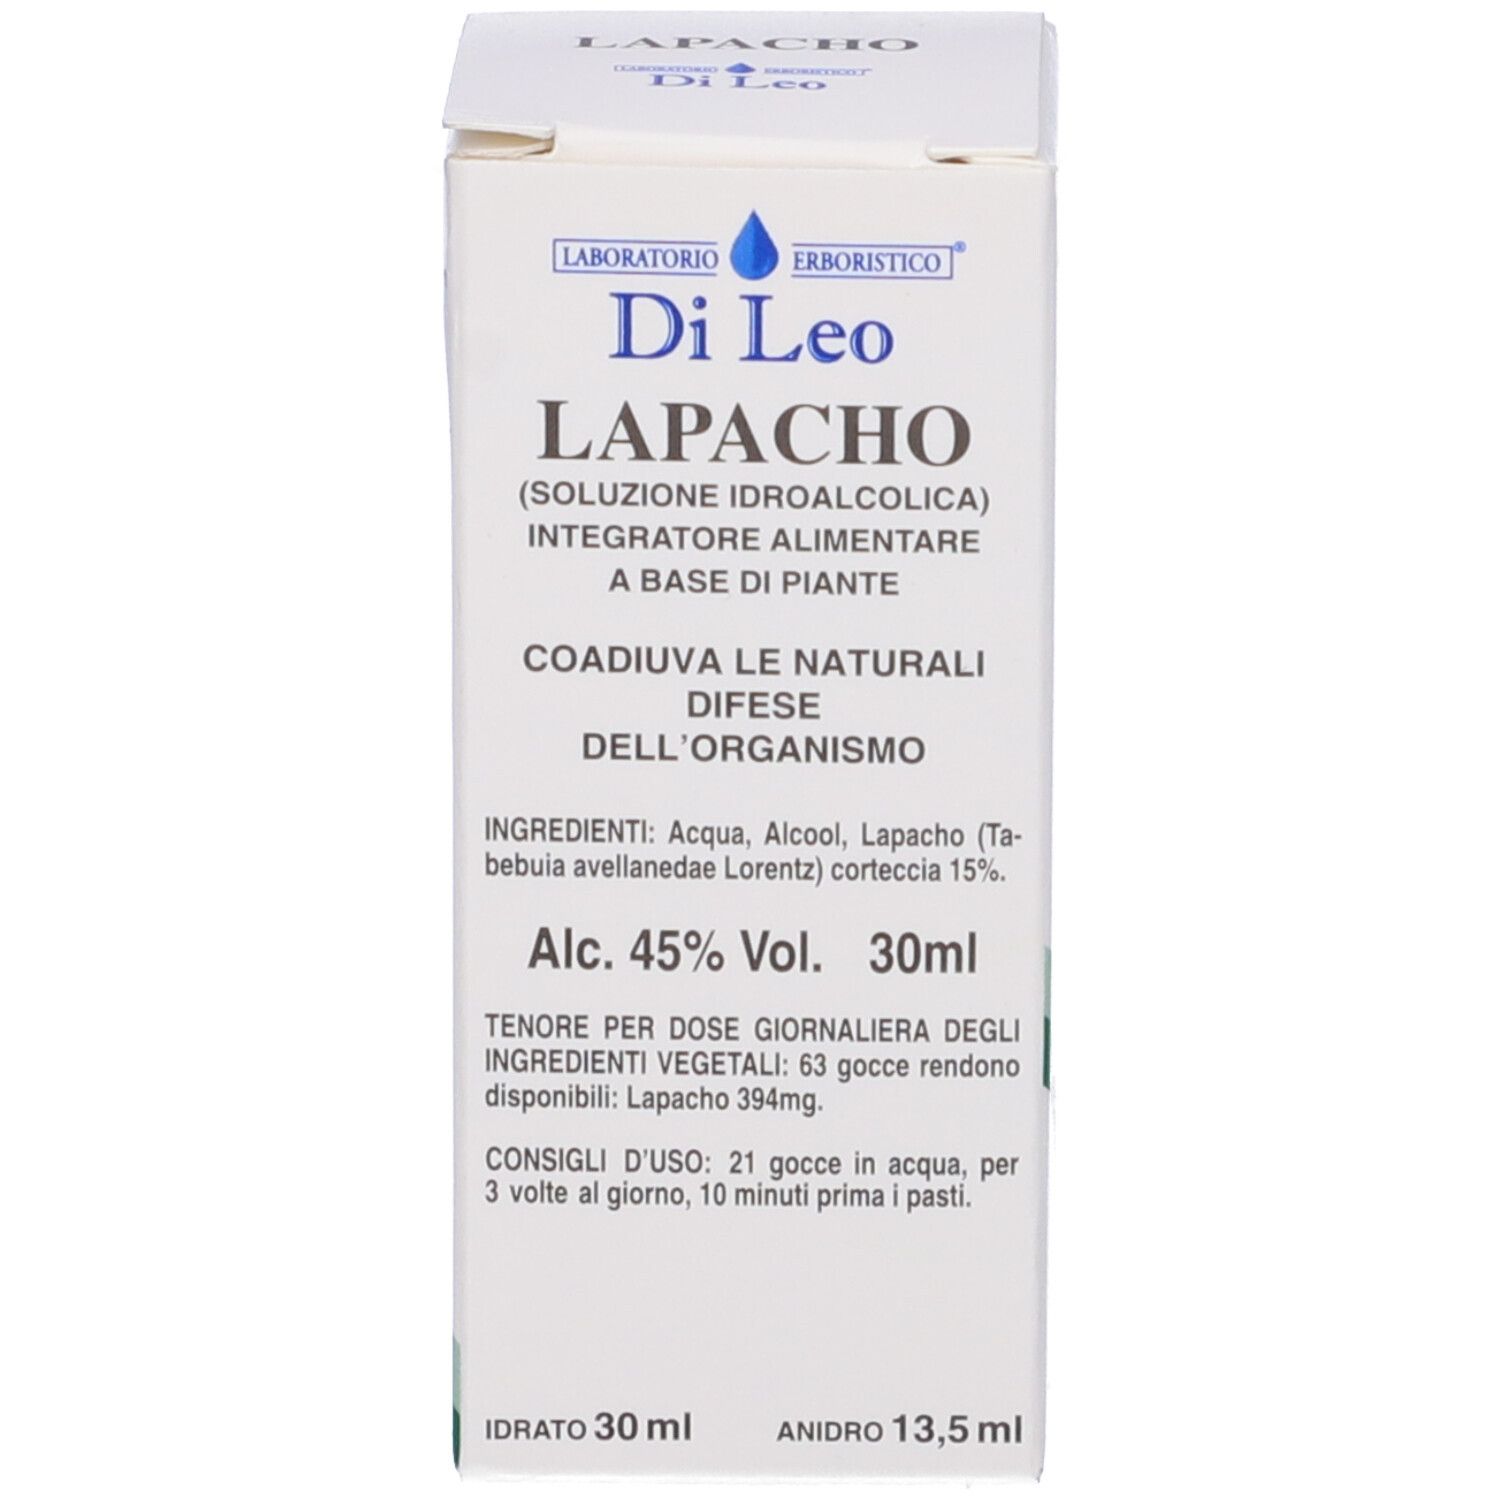 LAPACHO
LABORATORIO ERBORISTICO
Di Leo
LABORATORIO ERBORISTICO®
Di Leo
LAPACHO
(SOLUZIONE IDROALCOLICA)
INTEGRATORE ALIMENTARE
A BASE DI PIANTE
COADIUVA LE NATURALI
DIFESE
DELL'ORGANISMO
INGREDIENTI: Acqua, Alcool, Lapacho (Ta-
bebuia avellanedae Lorentz) corteccia 15%.
Alc. 45% Vol. 30ml
TENORE PER DOSE GIORNALIERA DEGLI
INGREDIENTI VEGETALI: 63 gocce rendono
disponibili: Lapacho 394mg.
CONSIGLI D'USO: 21 gocce in acqua, per
3 volte al giorno, 10 minuti prima i pasti.
IDRATO 30 ml ANIDRO 13,5 ml